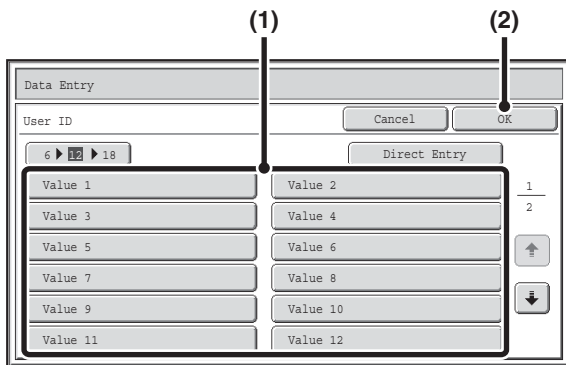 (1) (2)
Data Entry
User ID Cancel OK
6 12 18 Direct Entry
Value 1 Value 2 1
Value 3 Value 4 2
Value 5 Value 6
Value 7 Value 8
Value 9 Value 10
Value 11 Value 12